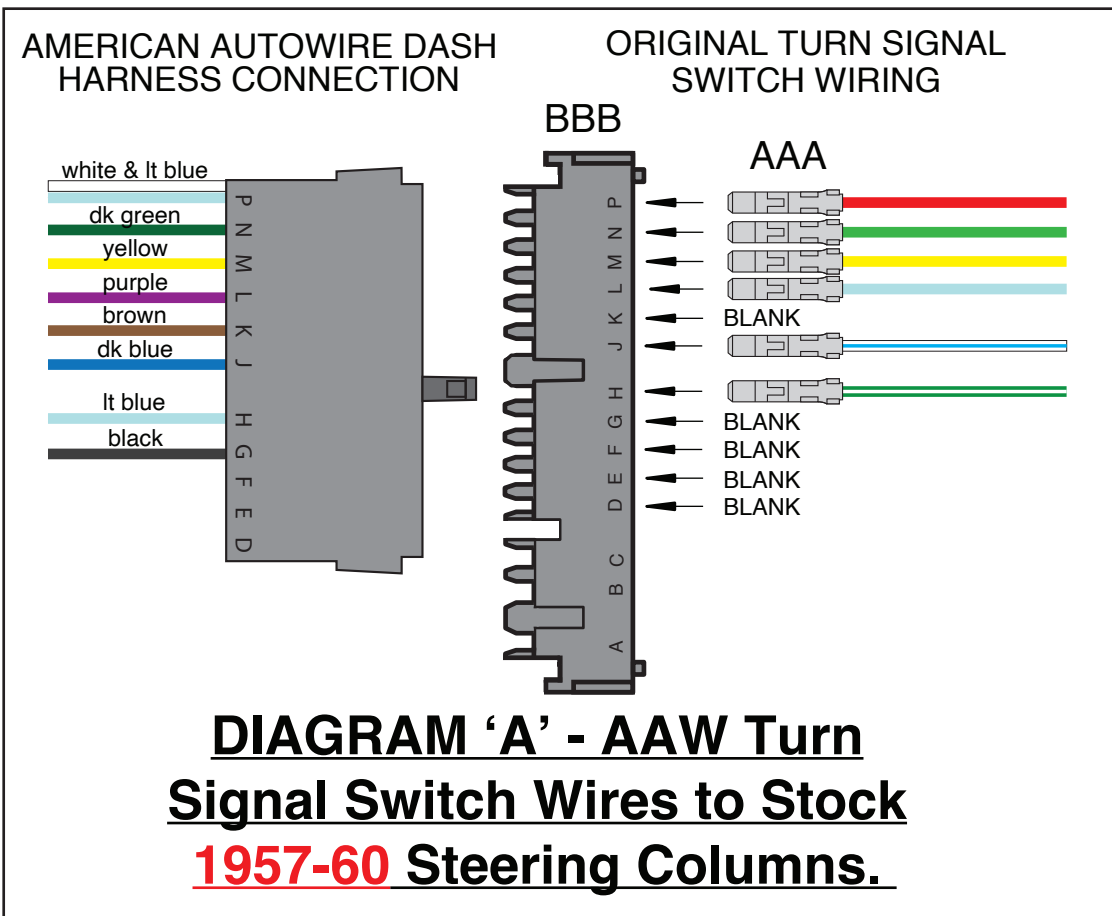 AMERICAN AUTOWIRE DASH
HARNESS CONNECTION
ORIGINAL TURN SIGNAL
SWITCH WIRING
BBB
AAA
white & lt blue
dk green
yellow
purple
brown
dk blue
lt blue
black
P
N
M
L
K
J
H
G
F
E
D
P
N
M
L
K
J
H
G
F
E
D
C
B
A
BLANK
BLANK
BLANK
BLANK
BLANK
DIAGRAM ‘A’ - AAW Turn
Signal Switch Wires to Stock
1957-60 Steering Columns.